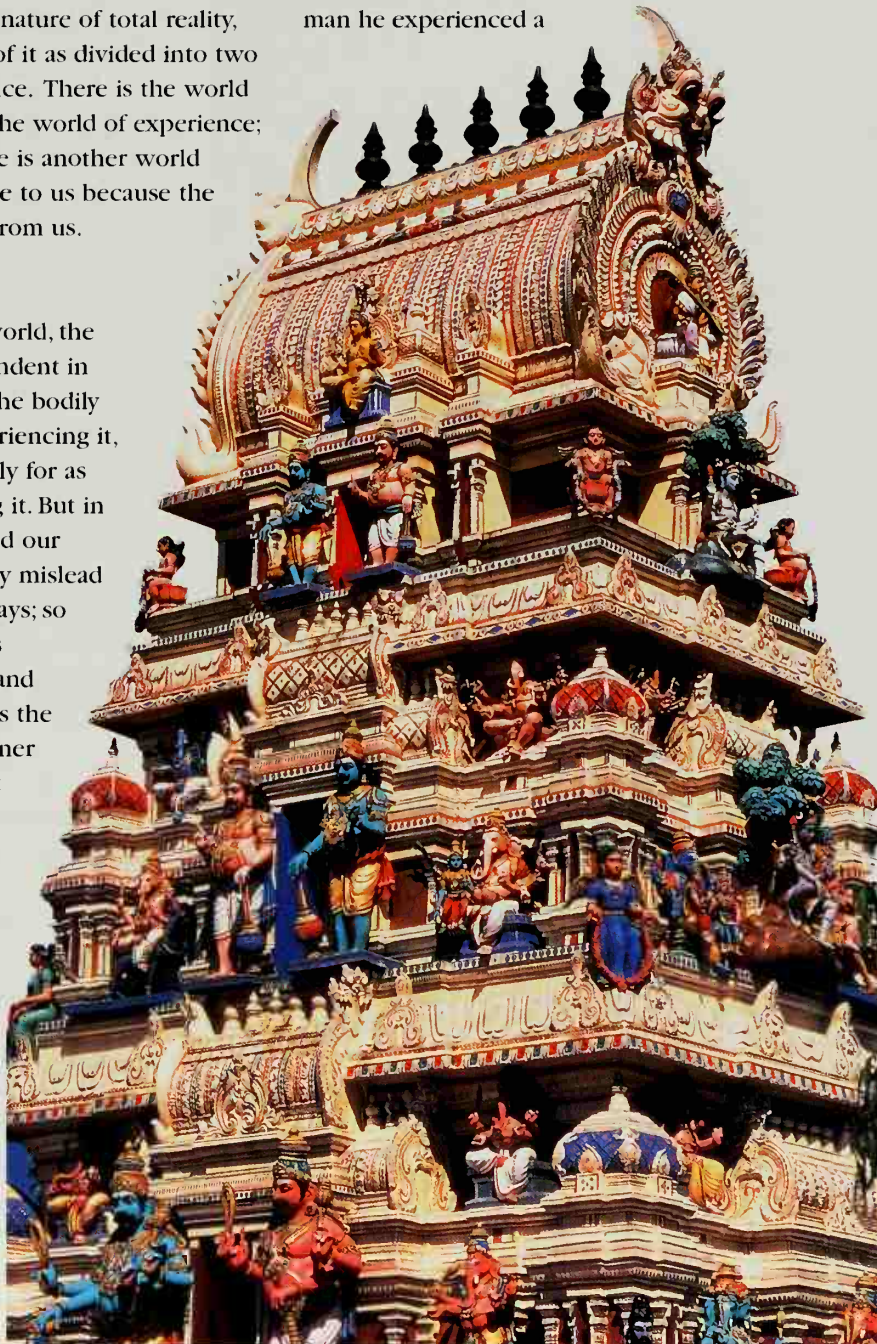 nature of total reality,
of it as divided into two
ce. There is the world
he world of experience;
e is another world
e to us because the
rom us.
vorld, the
ndent in
he bodily
riencing it,
ly for as
g it. But in
d our
y mislead
ays; so
s
and
s the
ner
man he experienced a